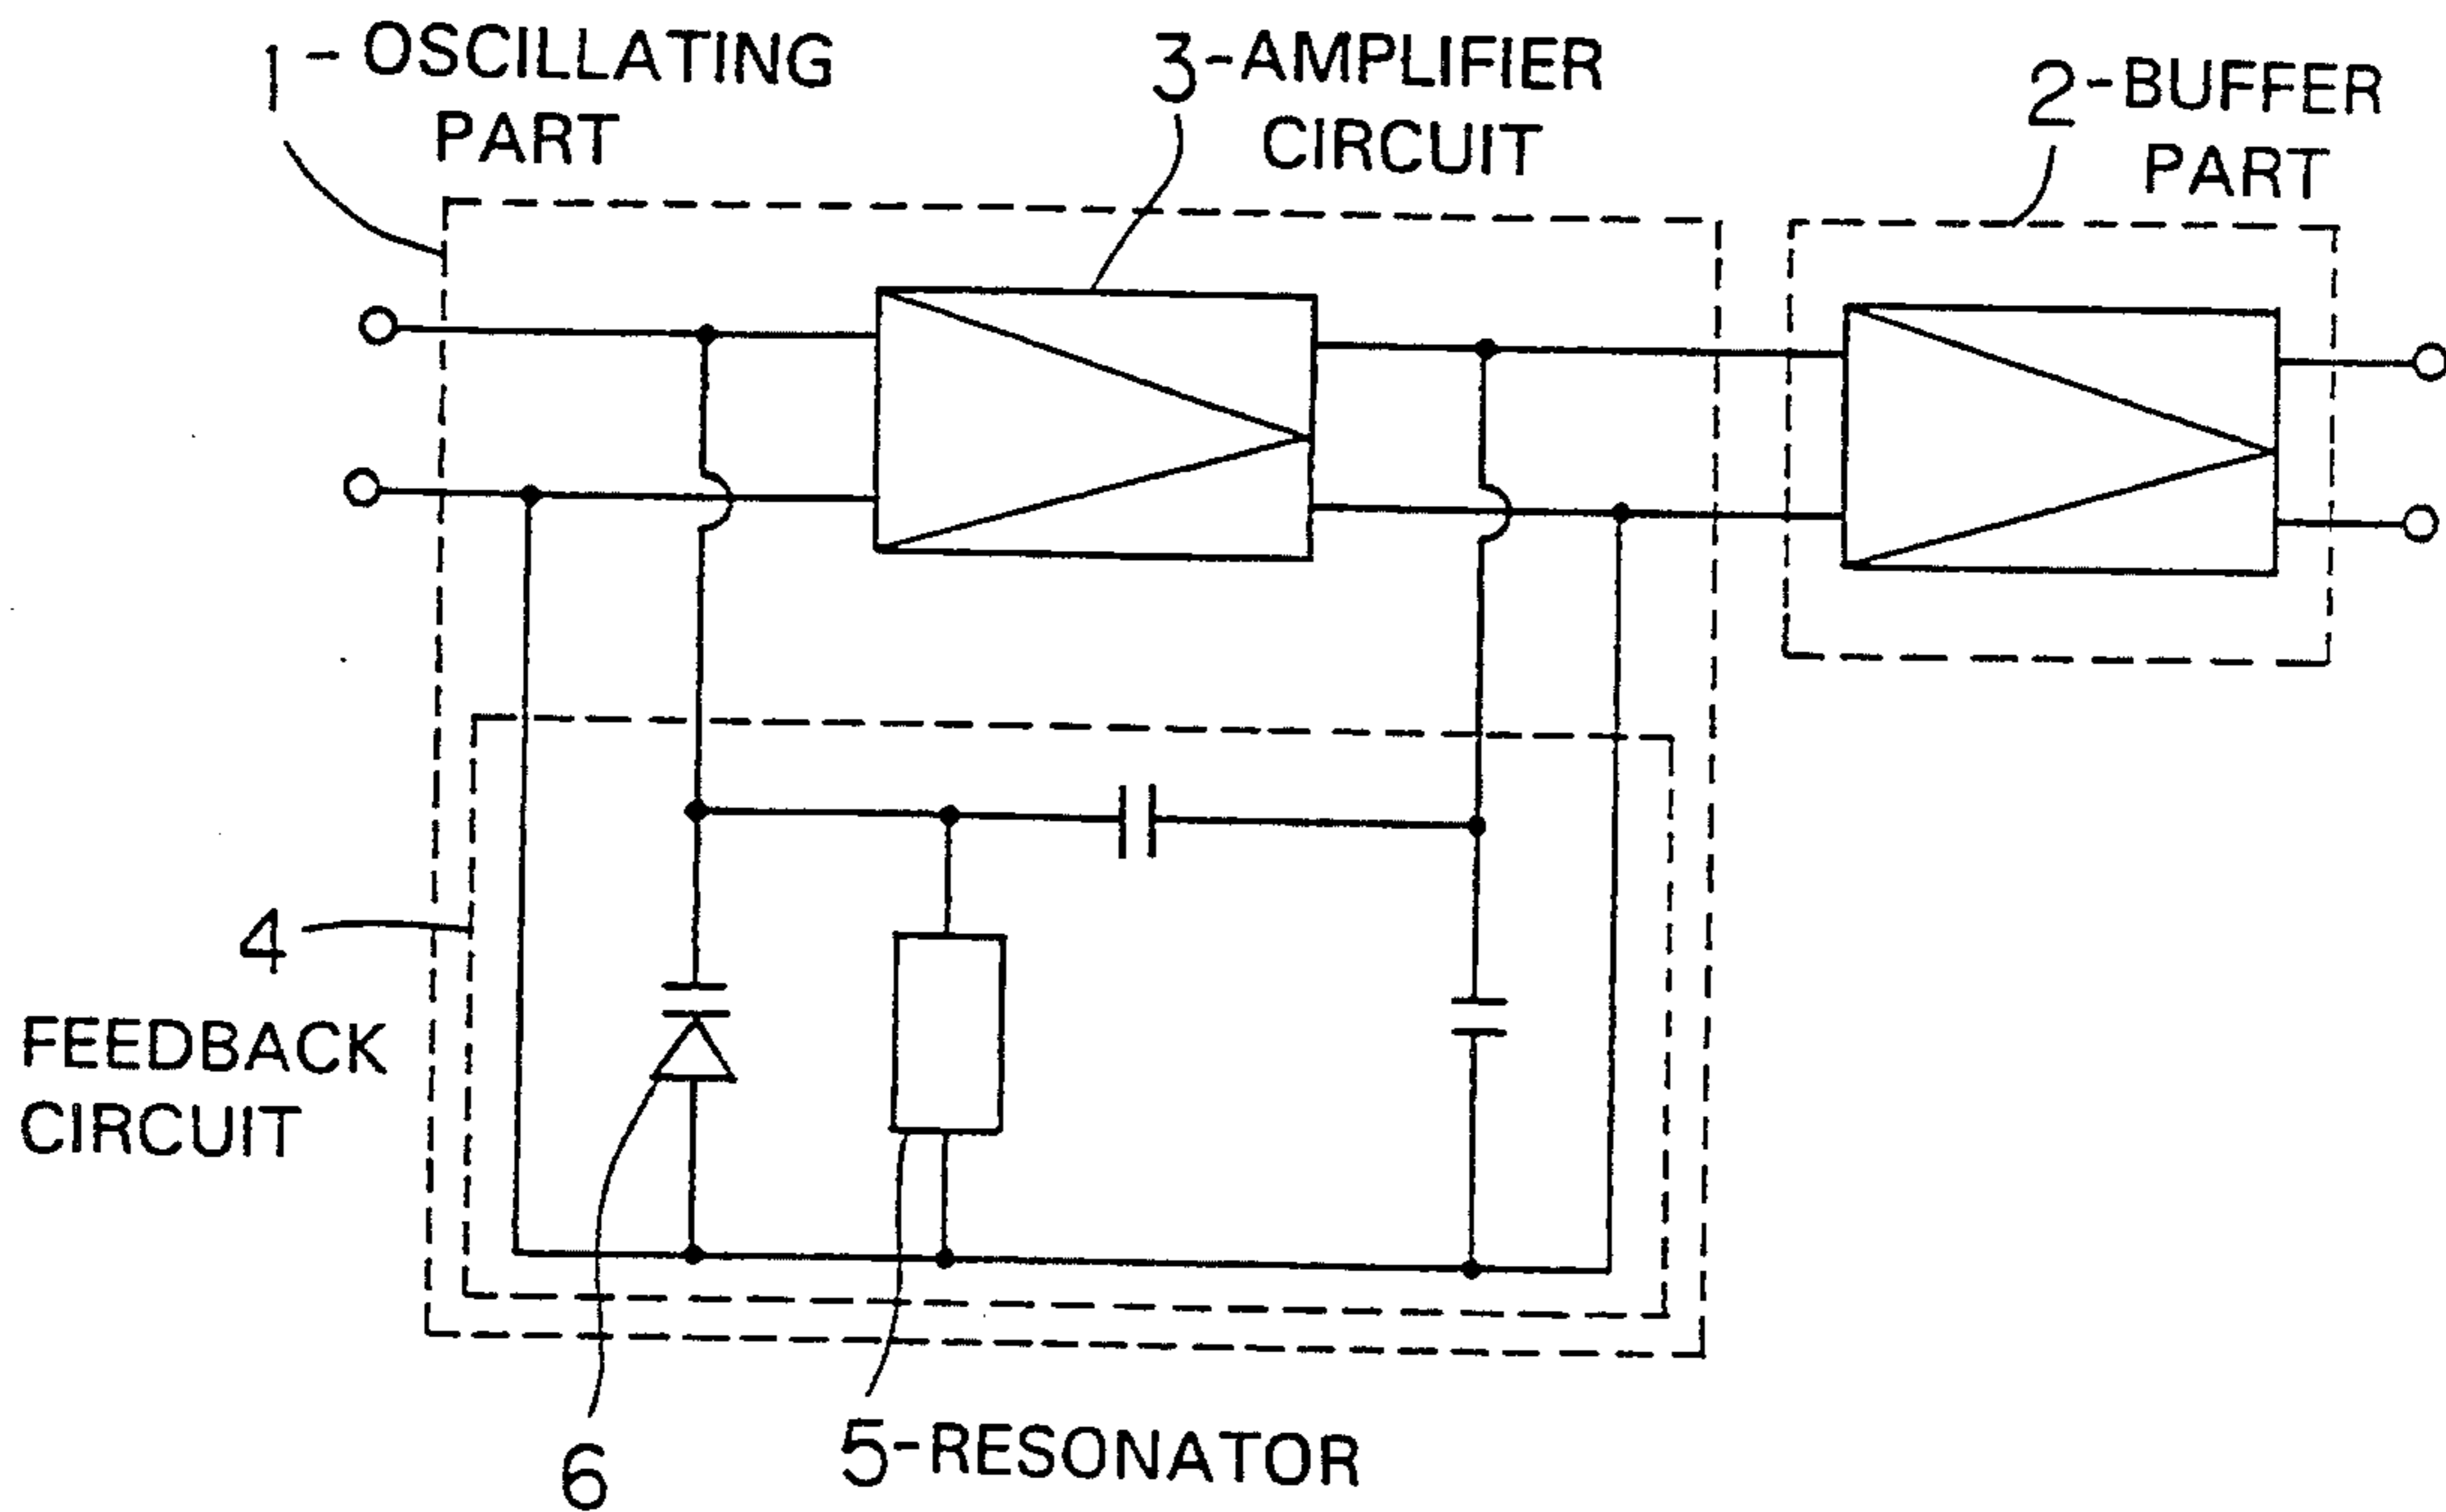 1-OSCILLATING
PART
3-AMPLIFIER
CIRCUIT
2-BUFFER
PART
4
FEEDBACK
CIRCUIT
6
5-RESONATOR